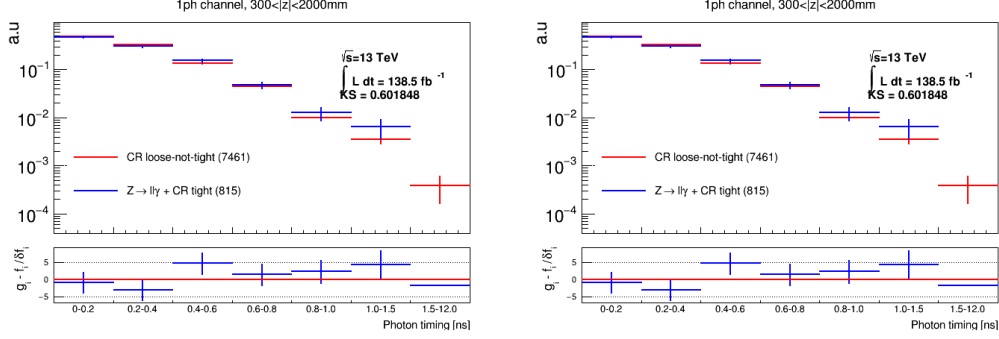 1ph channel, 300<|z|<2000mm
a.u
√s=13 TeV
∫ L dt = 138.5 fb⁻¹
KS = 0.601848
10⁻¹
10⁻²
10⁻³
10⁻⁴
CR loose-not-tight (7461)
Z → llγ + CR tight (815)
gᵢ - fᵢ/δfᵢ
5
0
−5
0-0.2 0.2-0.4 0.4-0.6 0.6-0.8 0.8-1.0 1.0-1.5 1.5-12.0
Photon timing [ns]
1ph channel, 300<|z|<2000mm
a.u
√s=13 TeV
∫ L dt = 138.5 fb⁻¹
KS = 0.601848
10⁻¹
10⁻²
10⁻³
10⁻⁴
CR loose-not-tight (7461)
Z → llγ + CR tight (815)
gᵢ - fᵢ/δfᵢ
5
0
−5
0-0.2 0.2-0.4 0.4-0.6 0.6-0.8 0.8-1.0 1.0-1.5 1.5-12.0
Photon timing [ns]